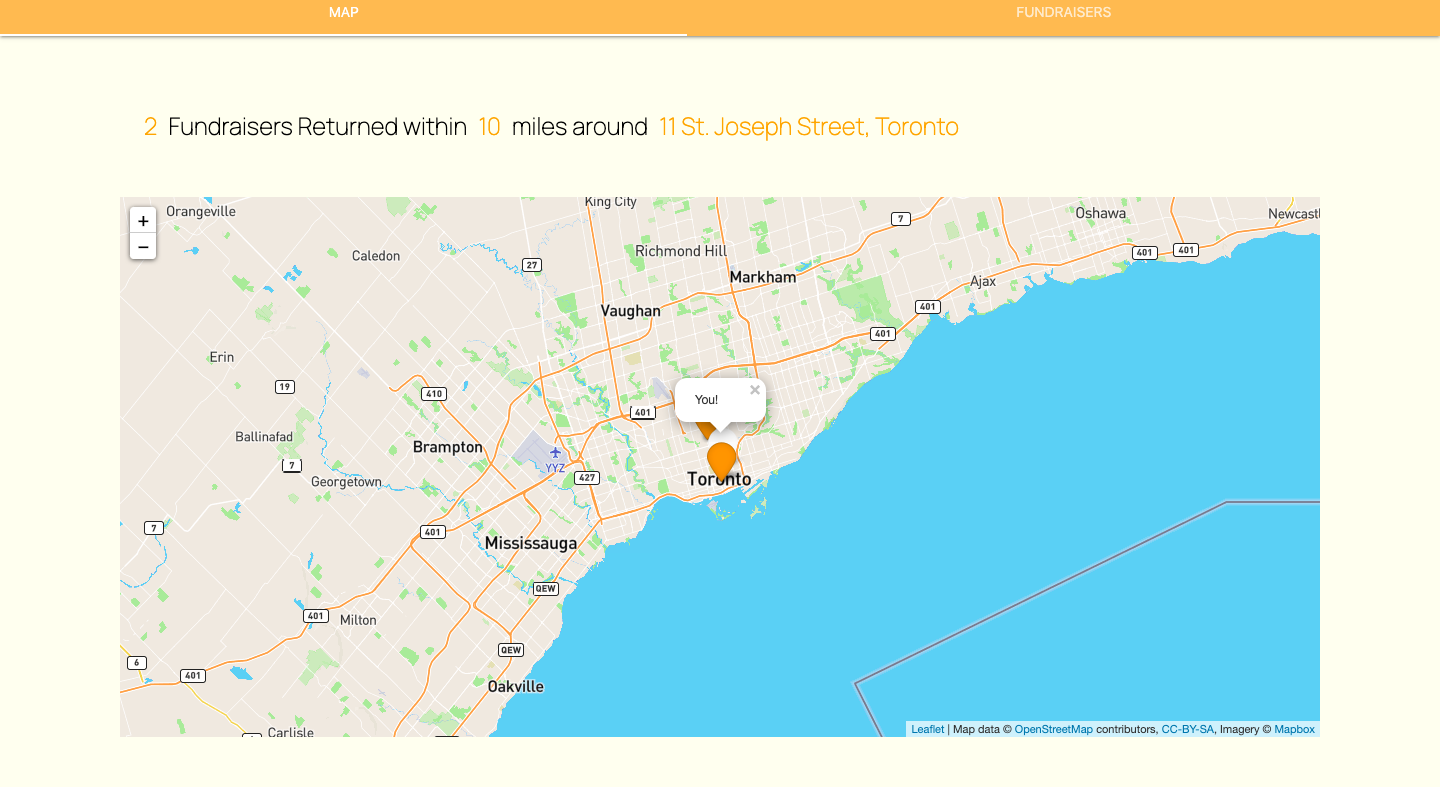 MAP
FUNDRAISERS
2 Fundraisers Returned within 10 miles around 11 St. Joseph Street, Toronto
King City
+
Orangeville
7
Oshawa
Newcastl
−
Richmond Hill
401
401
Caledon
27
Markham
Ajax
Vaughan
401
401
Erin
19
410
You! ×
401
Ballinafad
Brampton
7
YYZ
427
Toronto
Georgetown
7
401
Mississauga
QEW
401
Milton
QEW
6
401
Oakville
Carlisle
Leaflet | Map data © OpenStreetMap contributors, CC-BY-SA, Imagery © Mapbox